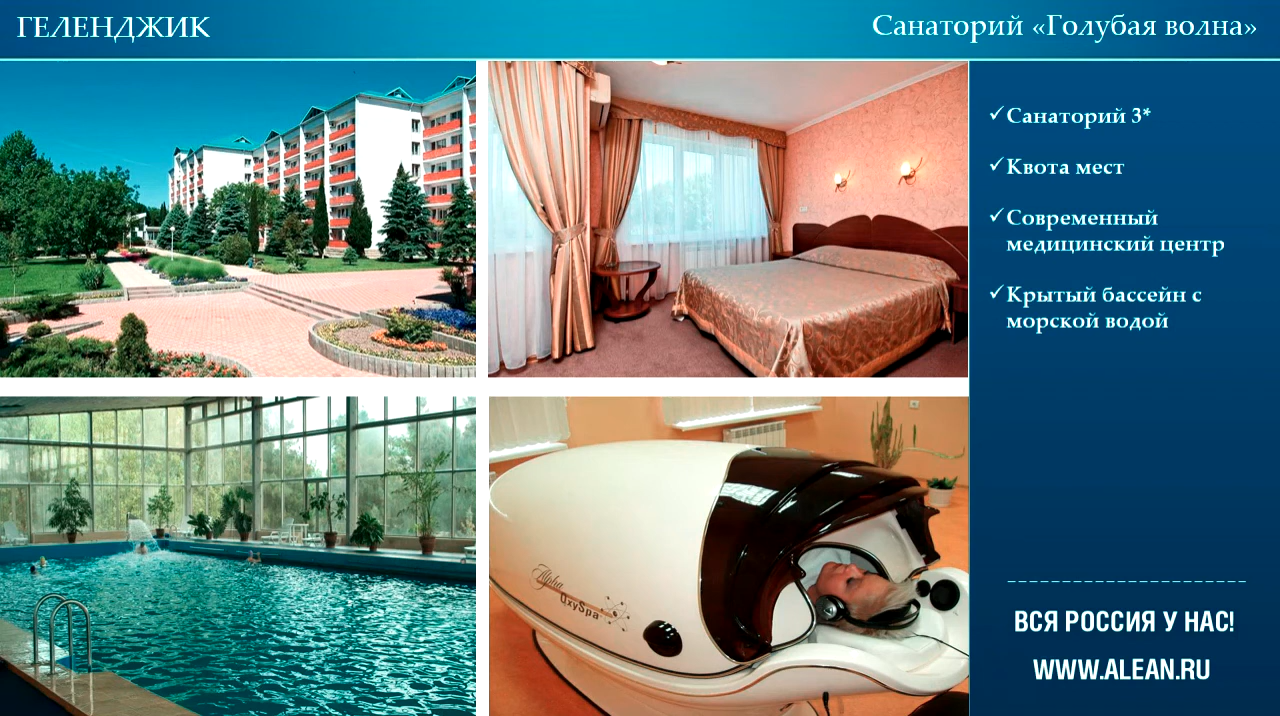 ГЕЛЕНДЖИК
Санаторий «Голубая волна»
✓Санаторий 3*
✓Квота мест
✓Современный
медицинский центр
✓Крытый бассейн с
морской водой
Alpha
OxySpa
ВСЯ РОССИЯ У НАС!
WWW.ALEAN.RU